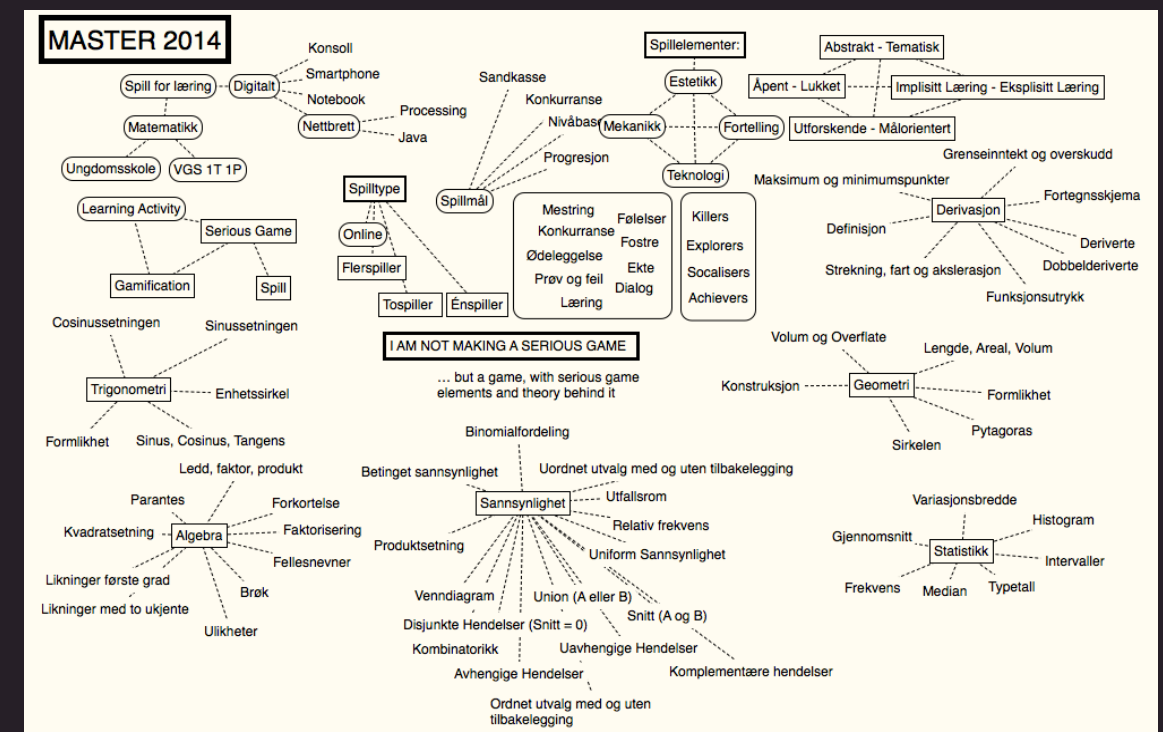 MASTER 2014
Spill for læring
Digitalt
Konsoll
Smartphone
Notebook
Nettbrett
Processing
Java
Matematikk
Ungdomsskole
VGS 1T 1P
Learning Activity
Serious Game
Gamification
Spill
Spilltype
Online
Flerspiller
Tospiller
Énspiller
Sandkasse
Konkurranse
Nivåbase
Progresjon
Spillmål
Spillelementer:
Estetikk
Mekanikk
Fortelling
Teknologi
Abstrakt - Tematisk
Åpent - Lukket
Implisitt Læring - Eksplisitt Læring
Utforskende - Målorientert
Mestring
Følelser
Konkurranse
Fostre
Ødeleggelse
Ekte
Prøv og feil
Dialog
Læring
Killers
Explorers
Socalisers
Achievers
Grenseinntekt og overskudd
Maksimum og minimumspunkter
Fortegnsskjema
Derivasjon
Definisjon
Deriverte
Dobbelderiverte
Strekning, fart og akslerasjon
Funksjonsutrykk
I AM NOT MAKING A SERIOUS GAME
... but a game, with serious game
elements and theory behind it
Cosinussetningen
Sinussetningen
Trigonometri
Enhetssirkel
Formlikhet
Sinus, Cosinus, Tangens
Volum og Overflate
Lengde, Areal, Volum
Konstruksjon
Geometri
Formlikhet
Pytagoras
Sirkelen
Ledd, faktor, produkt
Parantes
Forkortelse
Kvadratsetning
Algebra
Faktorisering
Fellesnevner
Likninger første grad
Brøk
Likninger med to ukjente
Ulikheter
Binomialfordeling
Betinget sannsynlighet
Uordnet utvalg med og uten tilbakelegging
Sannsynlighet
Utfallsrom
Relativ frekvens
Produktsetning
Uniform Sannsynlighet
Venndiagram
Union (A eller B)
Snitt (A og B)
Disjunkte Hendelser (Snitt = 0)
Kombinatorikk
Uavhengige Hendelser
Avhengige Hendelser
Komplementære hendelser
Ordnet utvalg med og uten
tilbakelegging
Variasjonsbredde
Histogram
Gjennomsnitt
Statistikk
Intervaller
Frekvens
Median
Typetall